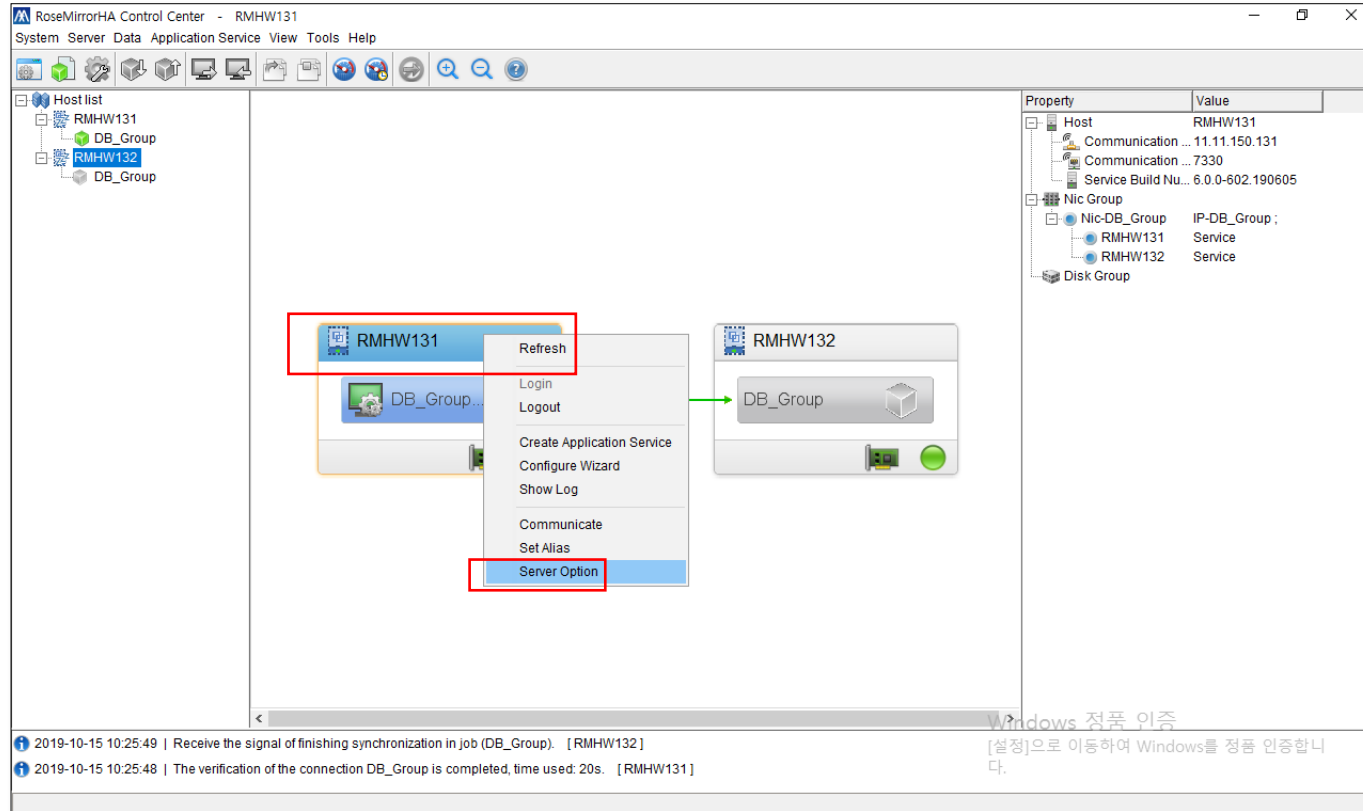 RoseMirrorHA Control Center - RMHW131
System Server Data Application Service View Tools Help
Host list
RMHW131
DB_Group
RMHW132
DB_Group
RMHW131
DB_Group...
Refresh
Login
Logout
Create Application Service
Configure Wizard
Show Log
Communicate
Set Alias
Server Option
RMHW132
DB_Group
Property Value
Host RMHW131
Communication ... 11.11.150.131
Communication ... 7330
Service Build Nu... 6.0.0-602.190605
Nic Group
Nic-DB_Group IP-DB_Group ;
RMHW131 Service
RMHW132 Service
Disk Group
2019-10-15 10:25:49 | Receive the signal of finishing synchronization in job (DB_Group). [ RMHW132 ]
2019-10-15 10:25:48 | The verification of the connection DB_Group is completed, time used: 20s. [ RMHW131 ]
Windows 정품 인증
[설정]으로 이동하여 Windows를 정품 인증합니
다.